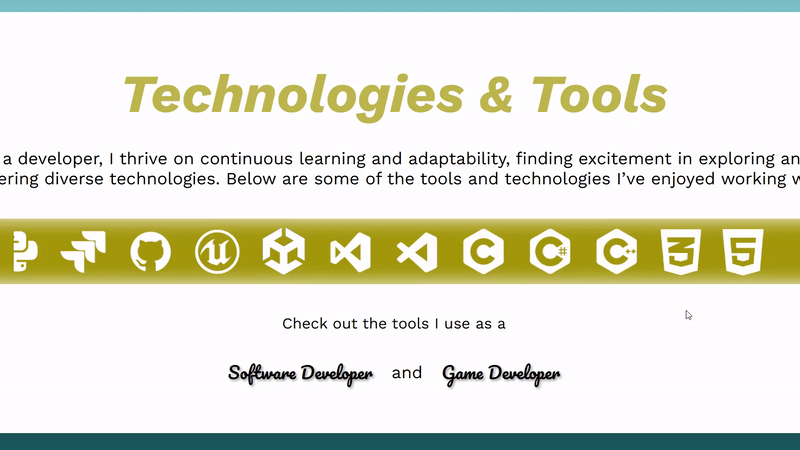 Technologies & Tools
a developer, I thrive on continuous learning and adaptability, finding excitement in exploring an
ering diverse technologies. Below are some of the tools and technologies I’ve enjoyed working w
C C# C++ 3 5
Check out the tools I use as a
Software Developer and Game Developer